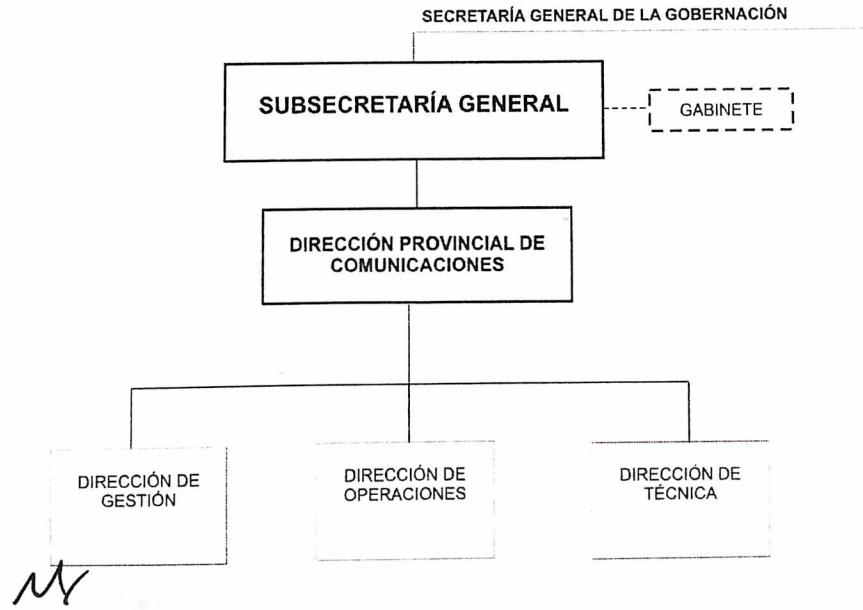 SECRETARÍA GENERAL DE LA GOBERNACIÓN
SUBSECRETARÍA GENERAL
GABINETE
DIRECCIÓN PROVINCIAL DE
COMUNICACIONES
DIRECCIÓN DE
GESTIÓN
DIRECCIÓN DE
OPERACIONES
DIRECCIÓN DE
TÉCNICA